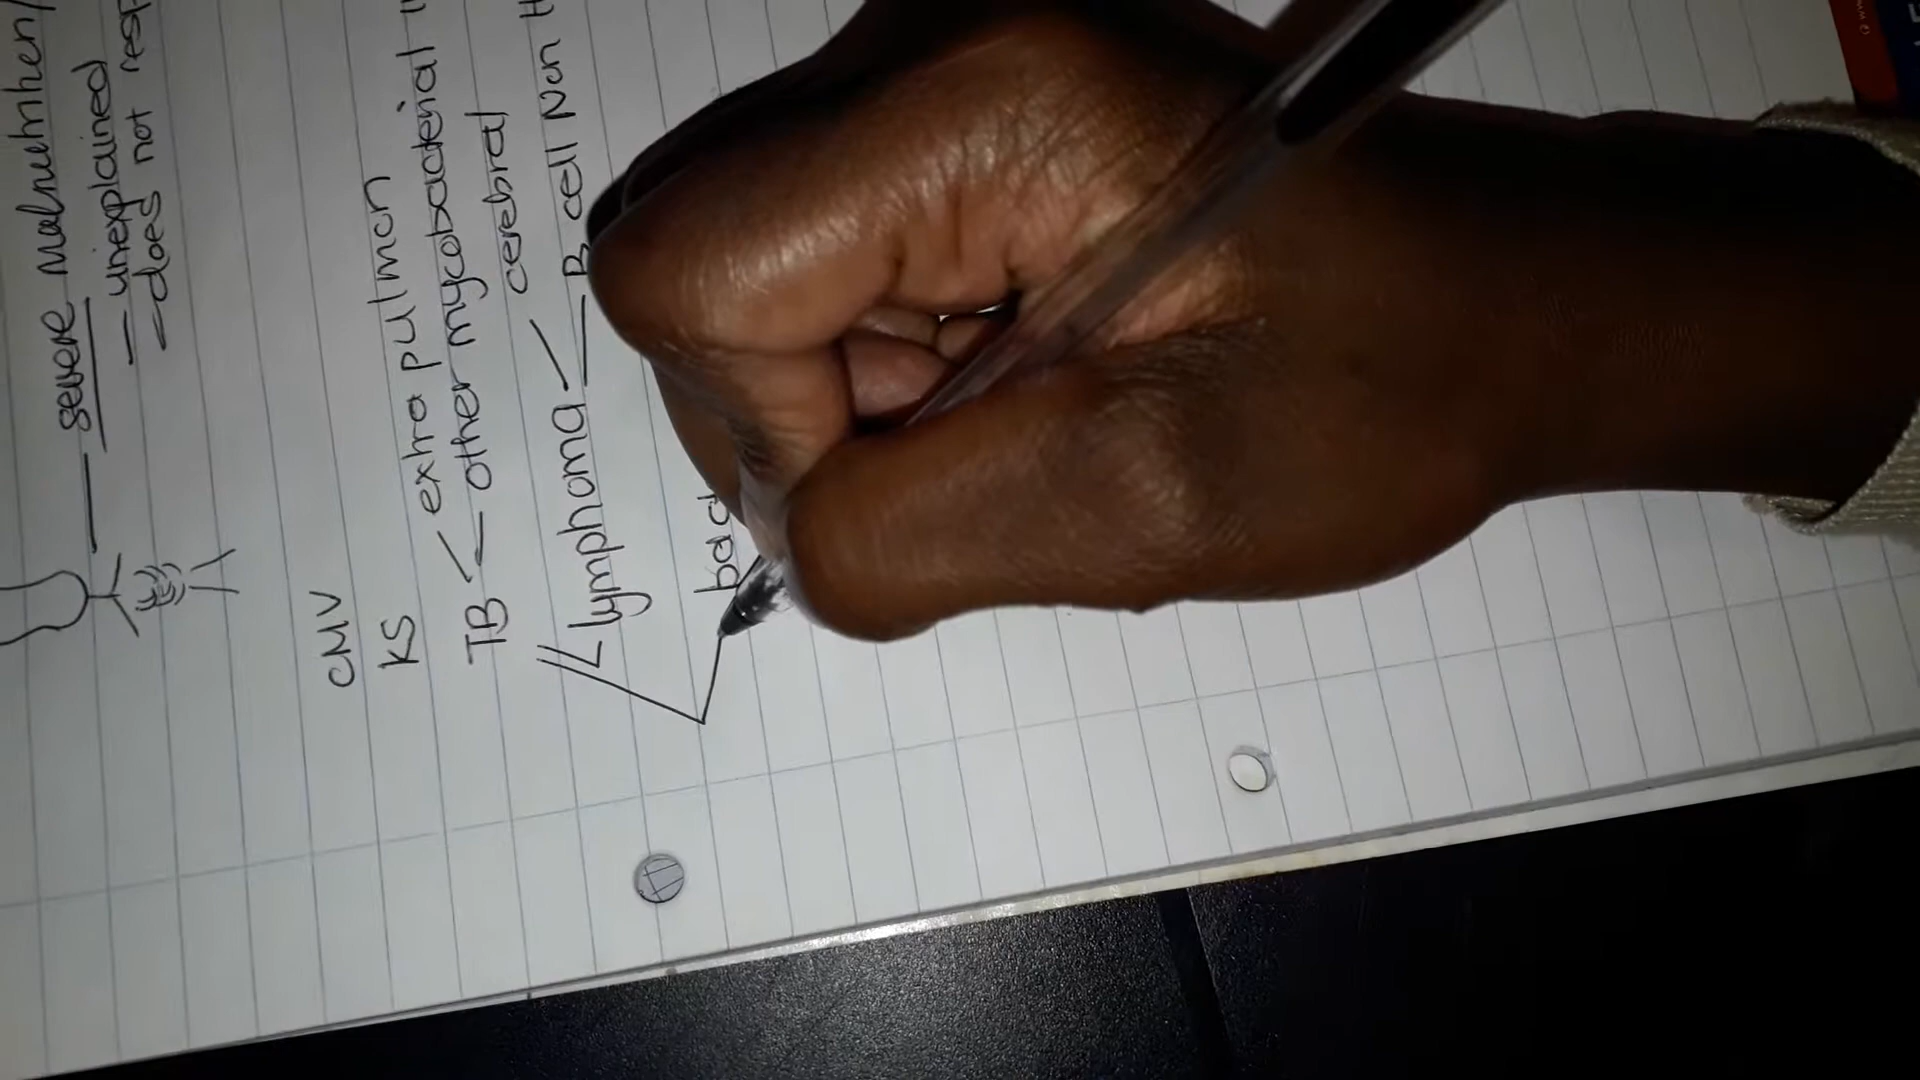 severe malnutrition/
- unexplained
- does not resp
CMV
KS
extra pulmon
TB < other mycobacterial
cerebral
lymphoma <
B cell Non H
bac